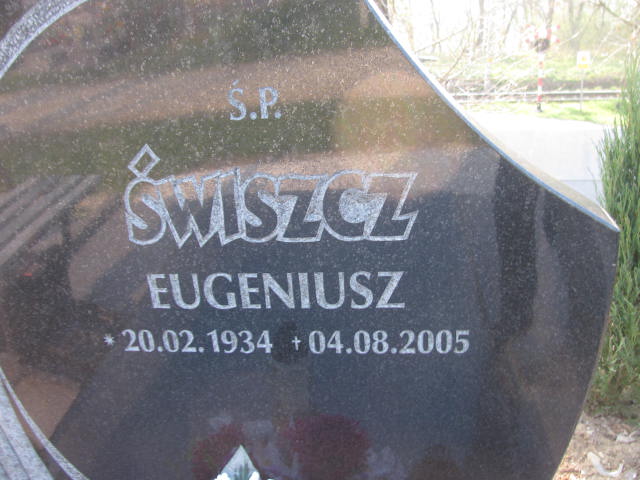 Ś.P.
ŚWISZCZ
EUGENIUSZ
* 20.02.1934 † 04.08.2005